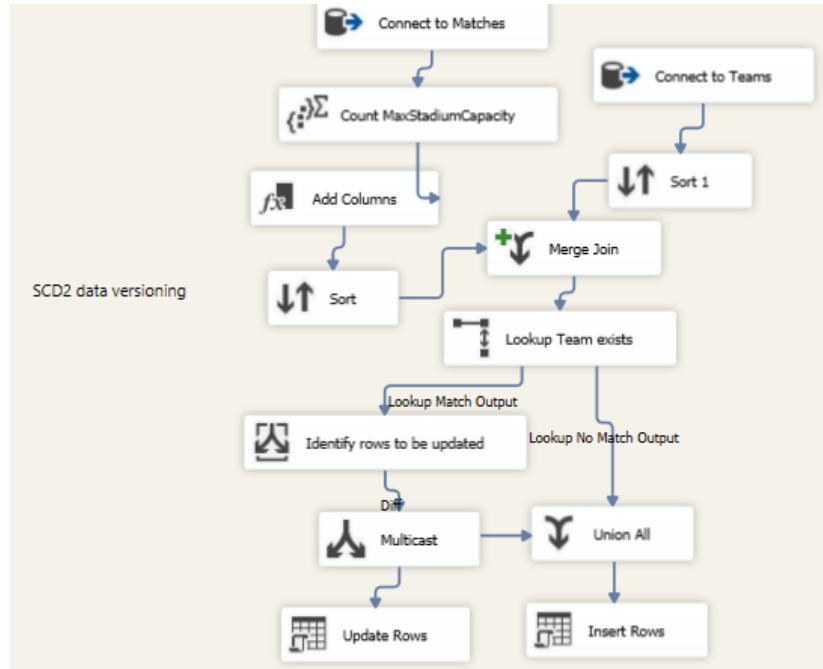 Connect to Matches
Connect to Teams
Count MaxStadiumCapacity
Sort 1
Add Columns
Merge Join
SCD2 data versioning
Sort
Lookup Team exists
Lookup Match Output
Identify rows to be updated
Lookup No Match Output
Diff
Multicast
Union All
Update Rows
Insert Rows